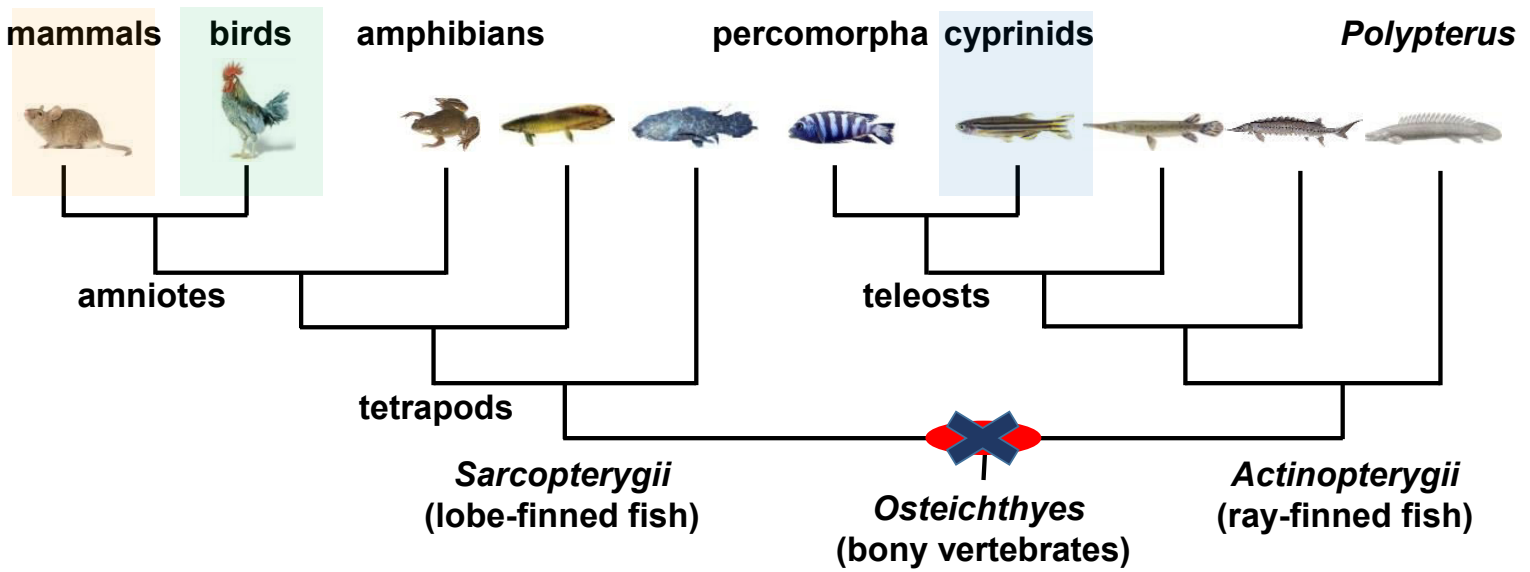 mammals
birds
amphibians
percomorpha
cyprinids
Polypterus
amniotes
teleosts
tetrapods
Sarcopterygii
(lobe-finned fish)
Osteichthyes
(bony vertebrates)
Actinopterygii
(ray-finned fish)